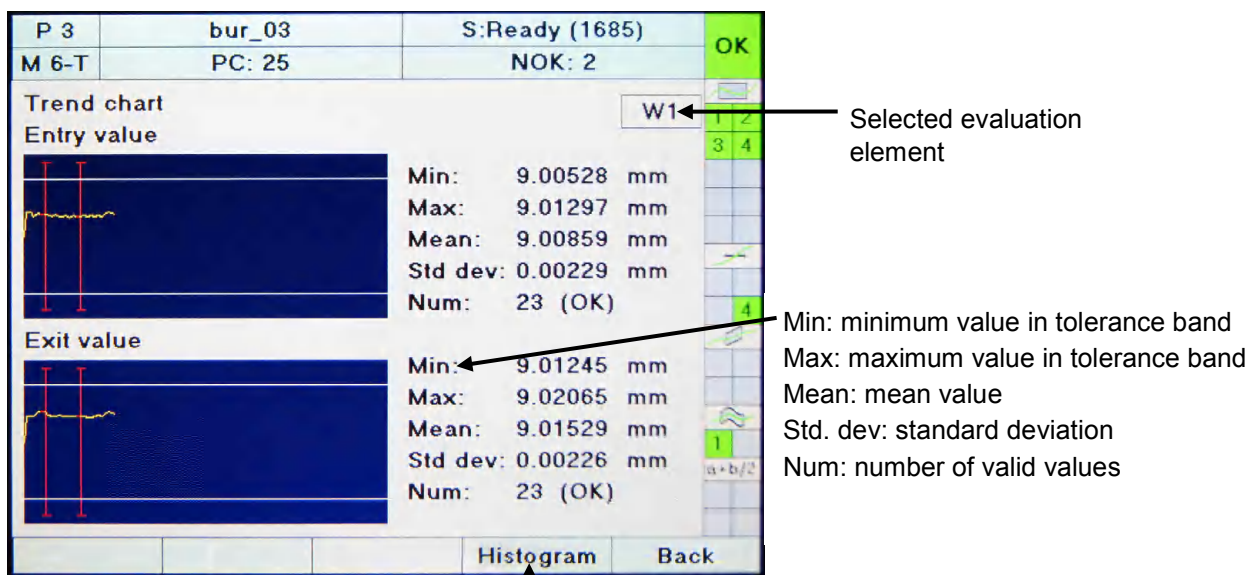 P 3 bur_03 S:Ready (1685) OK
M 6-T PC: 25 NOK: 2
Trend chart W1 1 2
Entry value 3 4
Min: 9.00528 mm
Max: 9.01297 mm
Mean: 9.00859 mm
Std dev: 0.00229 mm
Num: 23 (OK)
4
Exit value
Min: 9.01245 mm
Max: 9.02065 mm
Mean: 9.01529 mm
1
Std dev: 0.00226 mm a+b/2
Num: 23 (OK)
Histogram Back
Selected evaluation
element
Min: minimum value in tolerance band
Max: maximum value in tolerance band
Mean: mean value
Std. dev: standard deviation
Num: number of valid values